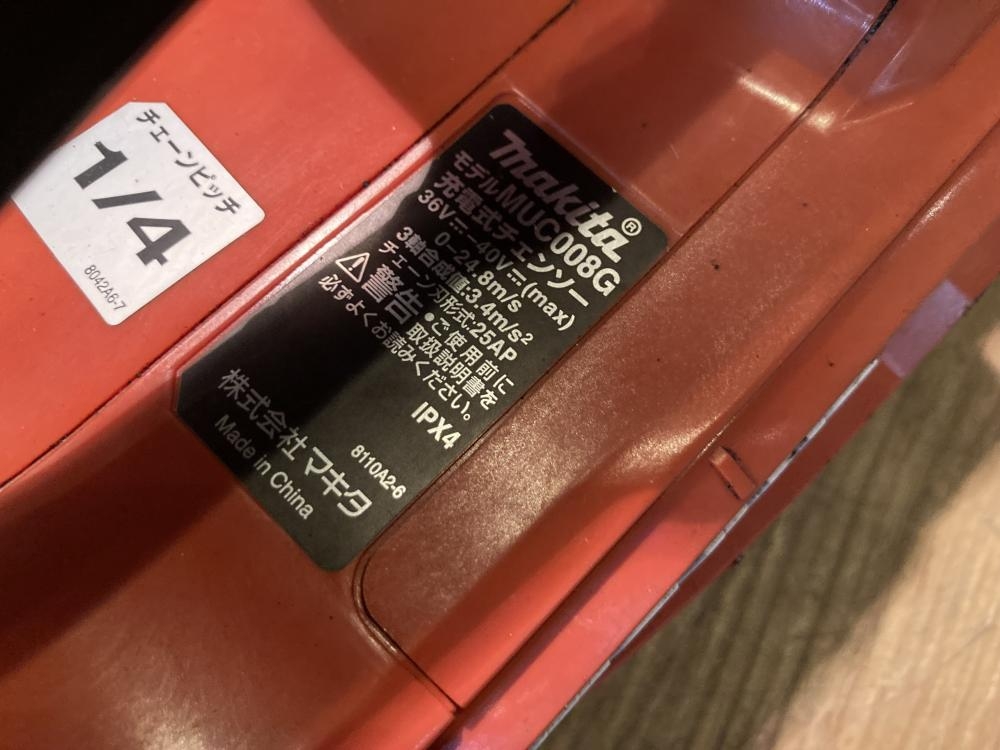 チェーンピッチ
1/4
8042A6-7
makita®
モデルMUC008G
充電式チェンソー
36V⎓-40V⎓(max)
0-24.8m/s
3軸合成値:3.4m/s²
チェーン刃形式:25AP
⚠警告 •ご使用前に
取扱説明書を
必ずよくお読みください。
IPX4
8110A2-6
株式会社マキタ
Made in China